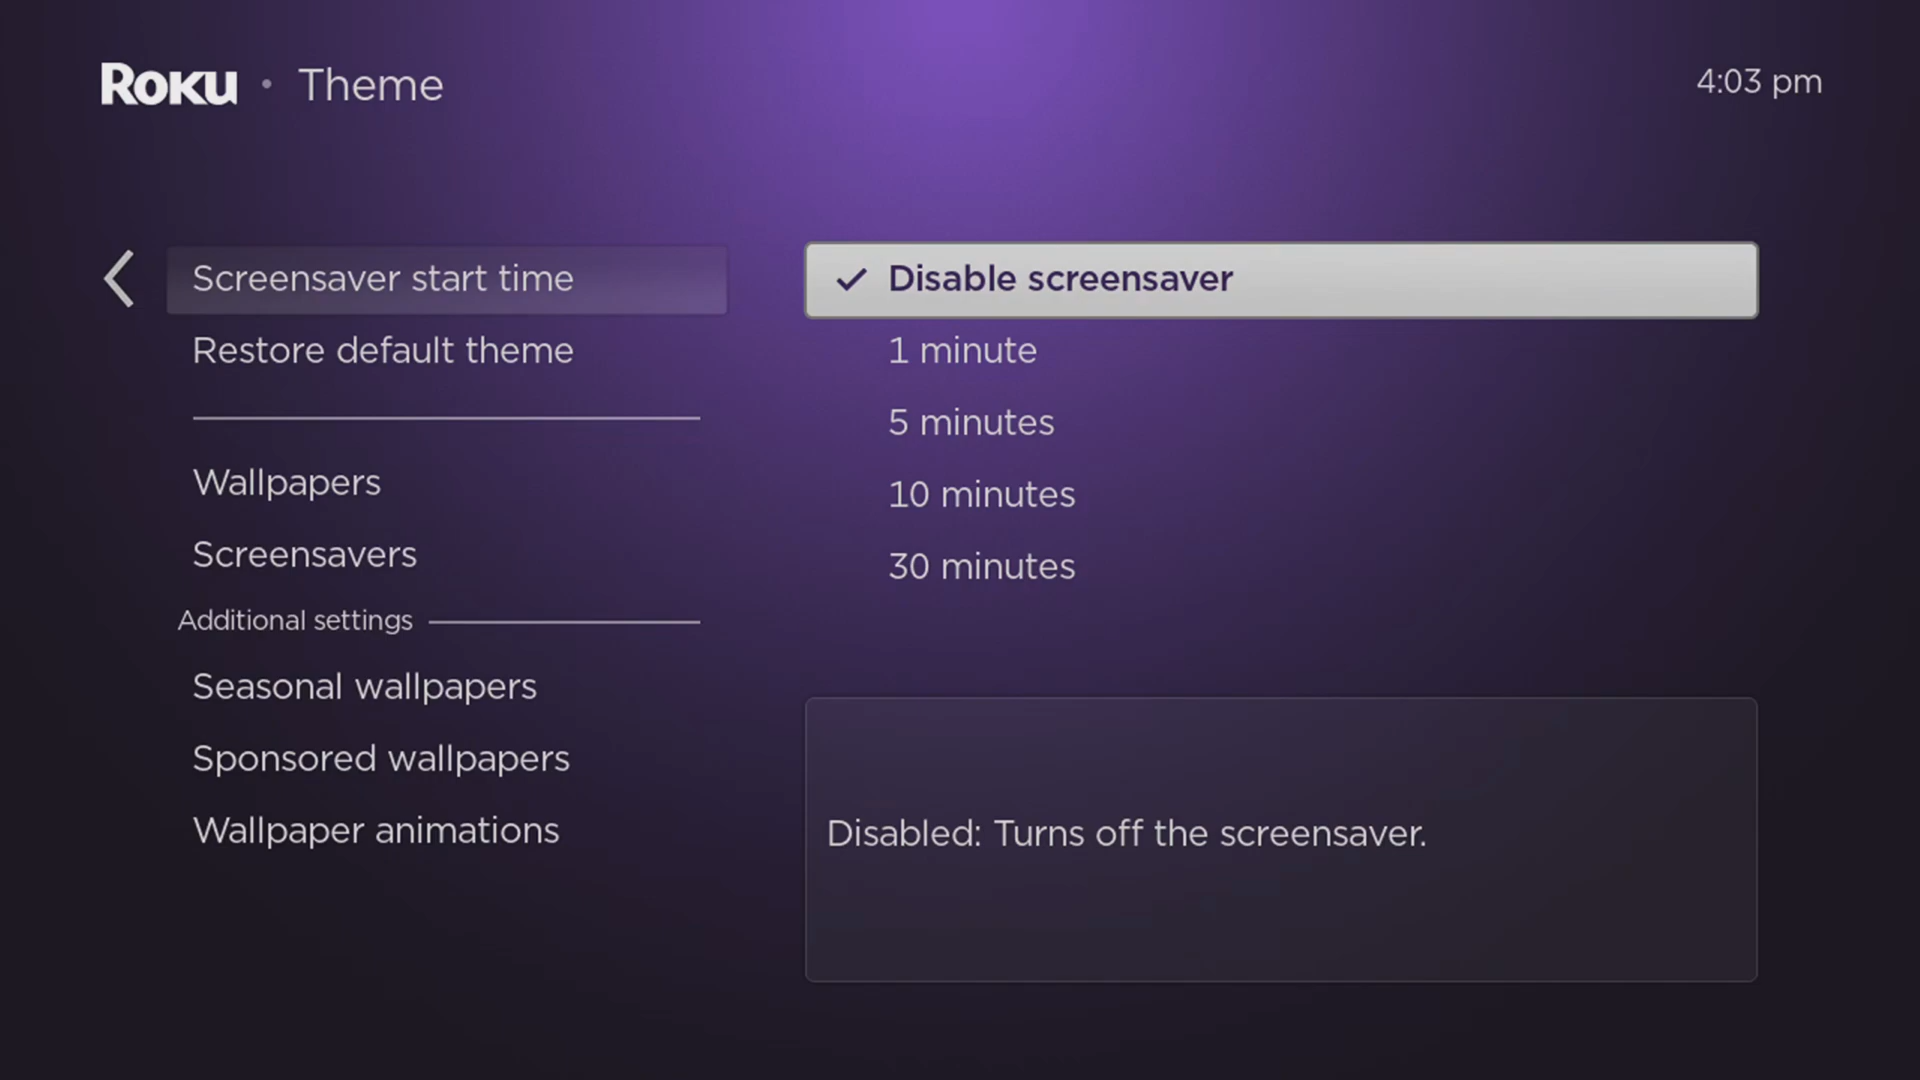 Roku • Theme
4:03 pm
Screensaver start time
Restore default theme
Wallpapers
Screensavers
Additional settings
Seasonal wallpapers
Sponsored wallpapers
Wallpaper animations
✓ Disable screensaver
1 minute
5 minutes
10 minutes
30 minutes
Disabled: Turns off the screensaver.